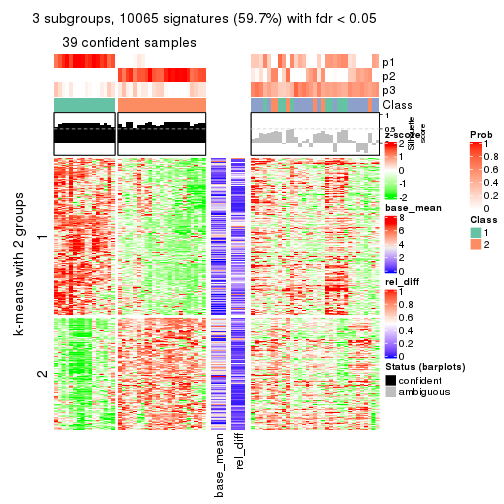 3 subgroups, 10065 signatures (59.7%) with fdr < 0.05
39 confident samples
p1
p2
p3
Class
1
0.5
0
Silhouette
score
k-means with 2 groups
1
2
base_mean
rel_diff
z-score
2
1
0
-1
-2
base_mean
8
6
4
2
0
rel_diff
1
0.8
0.6
0.4
0.2
0
Status (barplots)
confident
ambiguous
Prob
1
0.8
0.6
0.4
0.2
0
Class
1
2